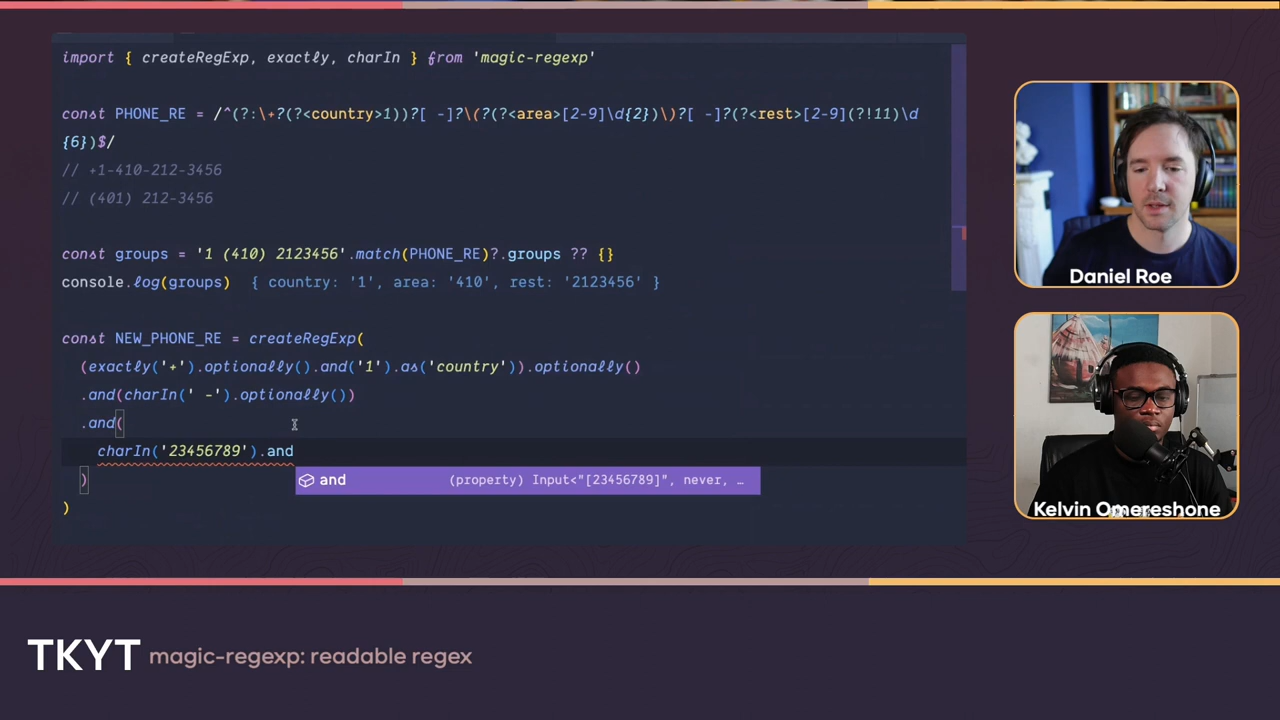 import { createRegExp, exactly, charIn } from 'magic-regexp'
const PHONE_RE = /^(?:\+?(?<country>1))?[ -]?\(?(?<area>[2-9]\d{2})\)?[ -]?(?<rest>[2-9](?!11)\d
{6})$/
// +1-410-212-3456
// (401) 212-3456
const groups = '1 (410) 2123456'.match(PHONE_RE)?.groups ?? {}
console.log(groups) { country: '1', area: '410', rest: '2123456' }
const NEW_PHONE_RE = createRegExp(
(exactly('+').optionally().and('1').as('country')).optionally()
.and(charIn(' -').optionally())
.and(
charIn('23456789').and
and (property) Input<"[23456789]", never, …
)
)
Daniel Roe
Kelvin Omereshone
TKYT magic-regexp: readable regex